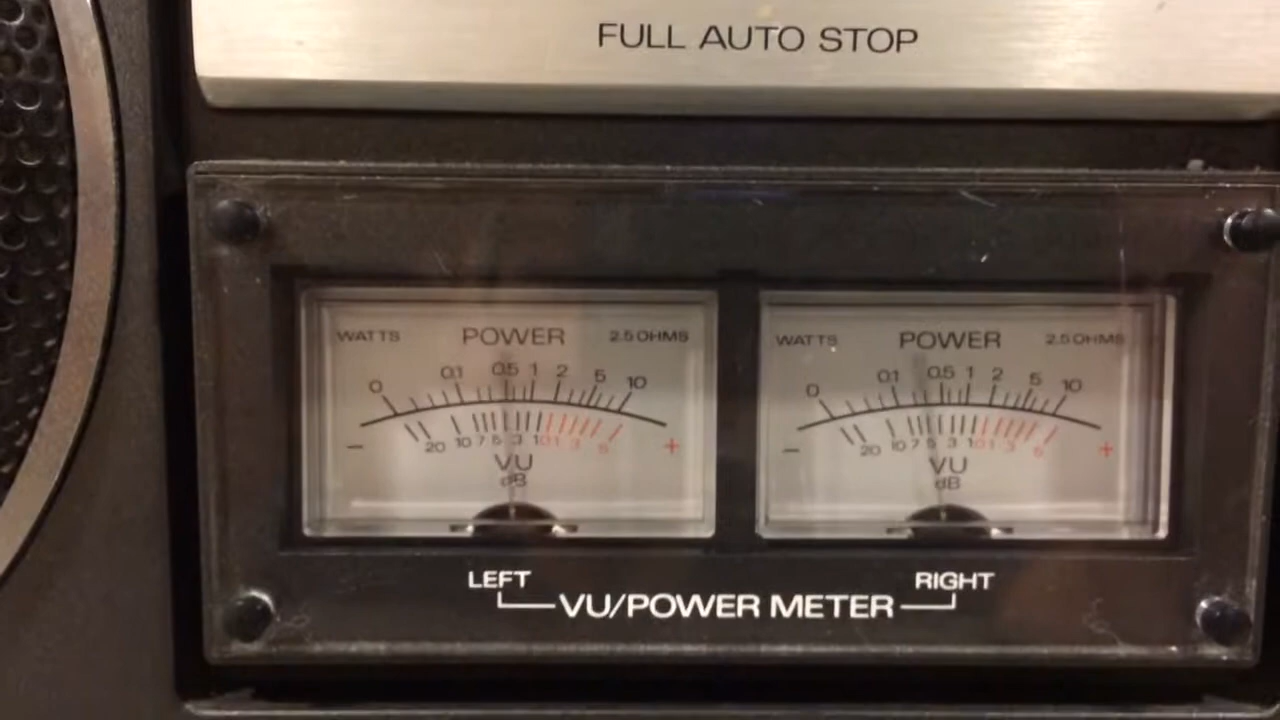 FULL AUTO STOP
WATTS POWER 2.5 OHMS
0 0.1 0.5 1 2 5 10
− 20 10 7 5 3 1 0 1 3 5 +
VU
dB
WATTS POWER 2.5 OHMS
0 0.1 0.5 1 2 5 10
− 20 10 7 5 3 1 0 1 3 5 +
VU
dB
LEFT RIGHT
VU/POWER METER